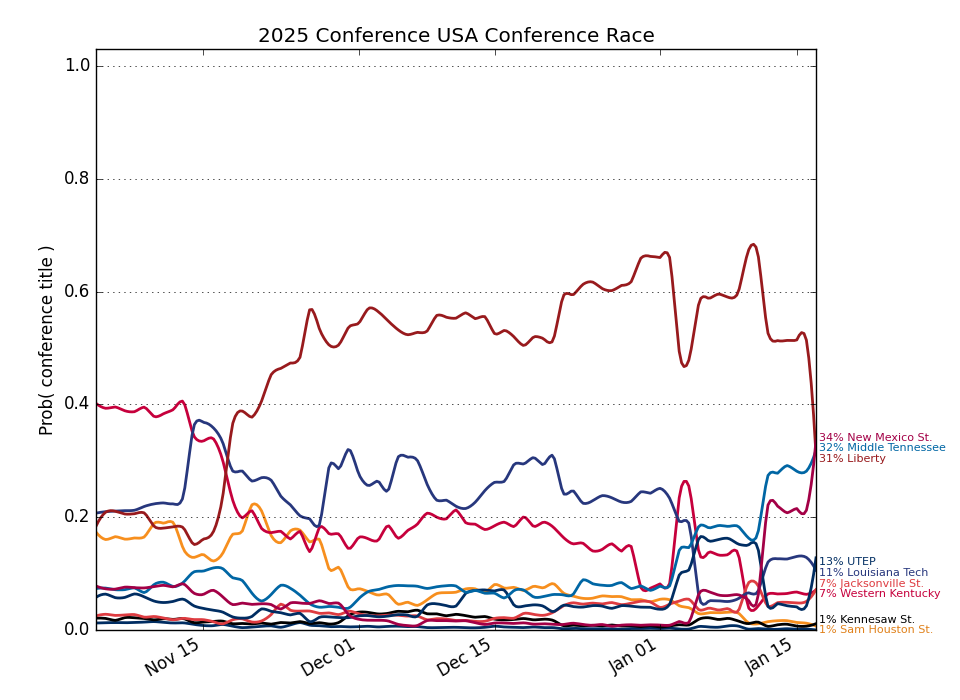 2025 Conference USA Conference Race
Prob( conference title )
1.0
0.8
0.6
0.4
0.2
0.0
Nov 15
Dec 01
Dec 15
Jan 01
Jan 15
34% New Mexico St.
32% Middle Tennessee
31% Liberty
13% UTEP
11% Louisiana Tech
7% Jacksonville St.
7% Western Kentucky
1% Kennesaw St.
1% Sam Houston St.